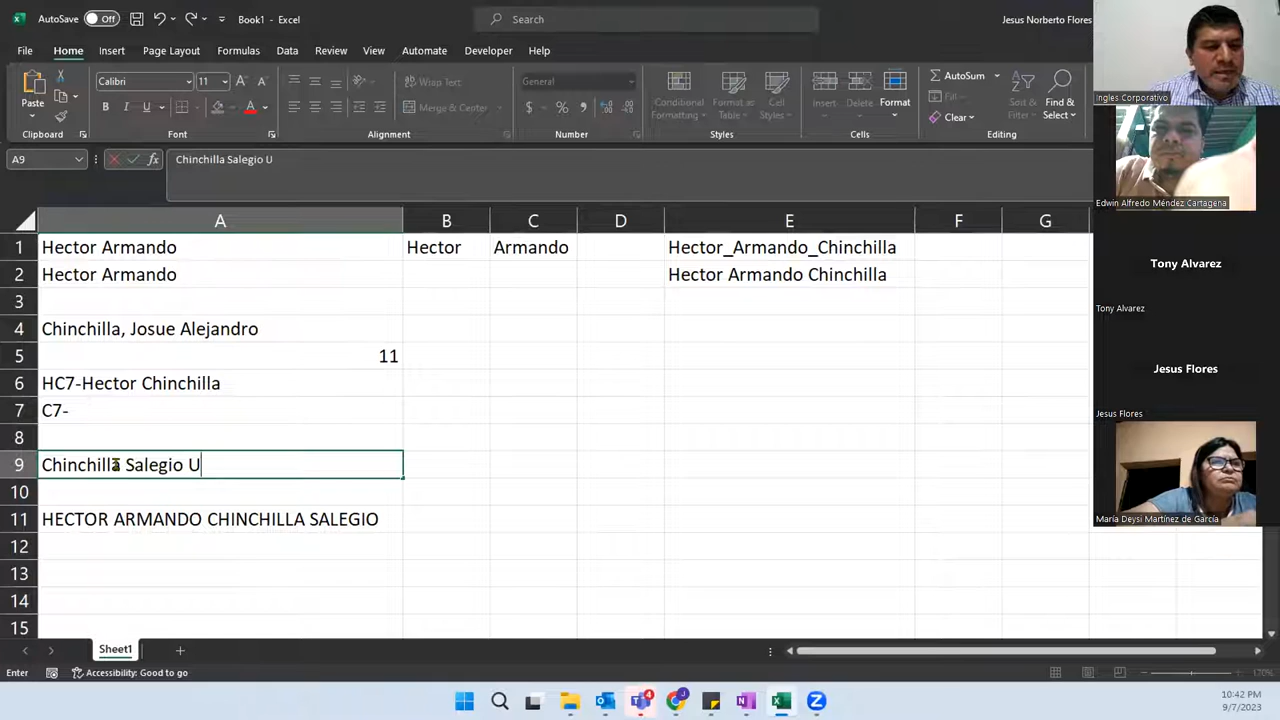 AutoSave Off Book1 - Excel Search Jesus Norberto Flores
File Home Insert Page Layout Formulas Data Review View Automate Developer Help
Paste Calibri 11 Wrap Text General Conditional Formatting Format as Table Cell Styles Insert Delete Format AutoSum Sort & Filter Find & Select
B I U A Merge & Center $ % Fill
Clear
Clipboard Font Alignment Number Styles Cells Editing
Ingles Corporativo
A9 fx Chinchilla Salegio U
Edwin Alfredo Méndez Cartagena
A B C D E F G
1 Hector Armando Hector Armando Hector_Armando_Chinchilla
2 Hector Armando Hector Armando Chinchilla
Tony Alvarez
3
Tony Alvarez
4 Chinchilla, Josue Alejandro
5 11
Jesus Flores
6 HC7-Hector Chinchilla
7 C7-
Jesus Flores
8
9 Chinchilla Salegio U
10
11 HECTOR ARMANDO CHINCHILLA SALEGIO
María Deysi Martínez de García
12
13
14
15
Sheet1
Enter Accessibility: Good to go 170%
4
10:42 PM
9/7/2023